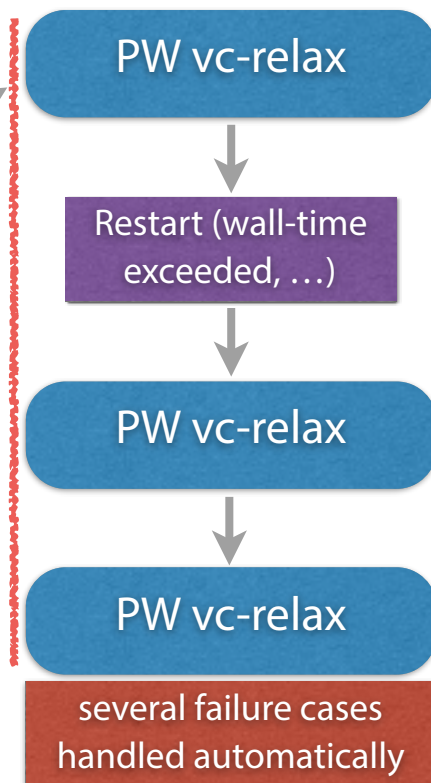 PW vc-relax
Restart (wall-time
exceeded, …)
PW vc-relax
PW vc-relax
several failure cases
handled automatically